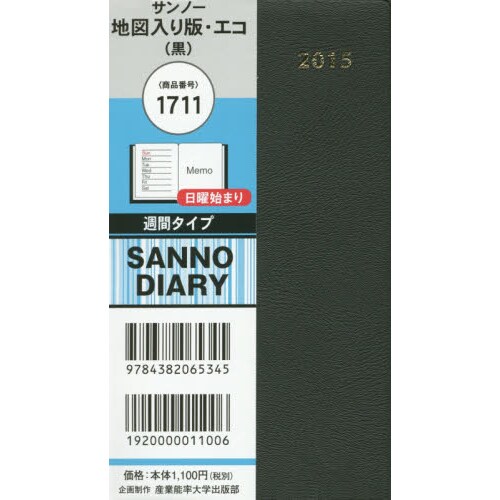 サンノー
地図入り版・エコ
(黒)
〈商品番号〉
1711
Sun
Mon
Tue
Wed
Thu
Fri
Sat
Memo
日曜始まり
週間タイプ
SANNO
DIARY
9784382065345
1920000011006
価格：本体1,100円(税別)
企画制作 産業能率大学出版部
2015